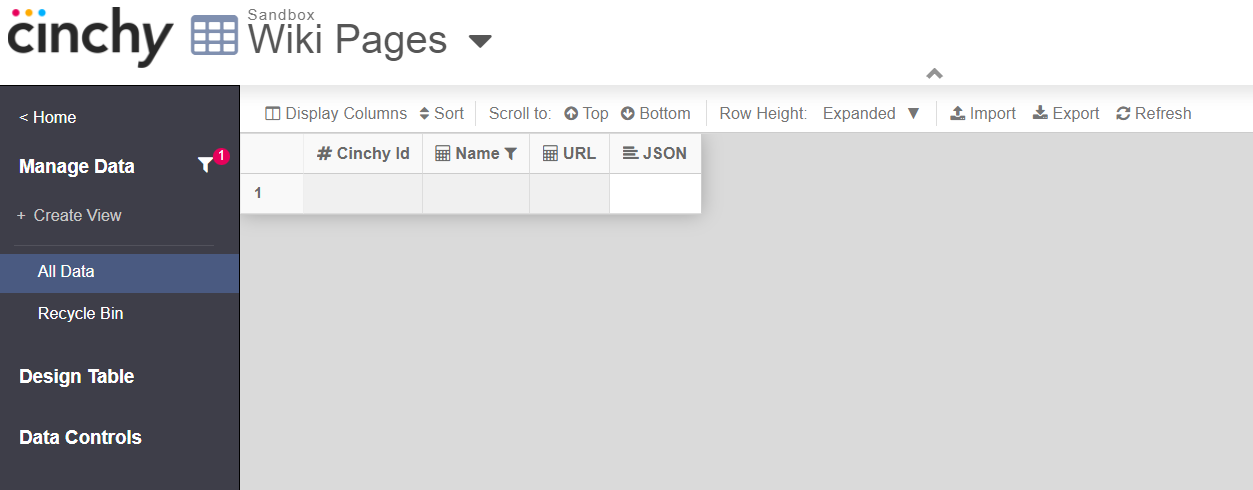 cinchy
Sandbox
Wiki Pages
< Home
Manage Data 1
+ Create View
All Data
Recycle Bin
Design Table
Data Controls
Display Columns Sort Scroll to: Top Bottom Row Height: Expanded ▼ Import Export Refresh
# Cinchy Id Name URL JSON
1